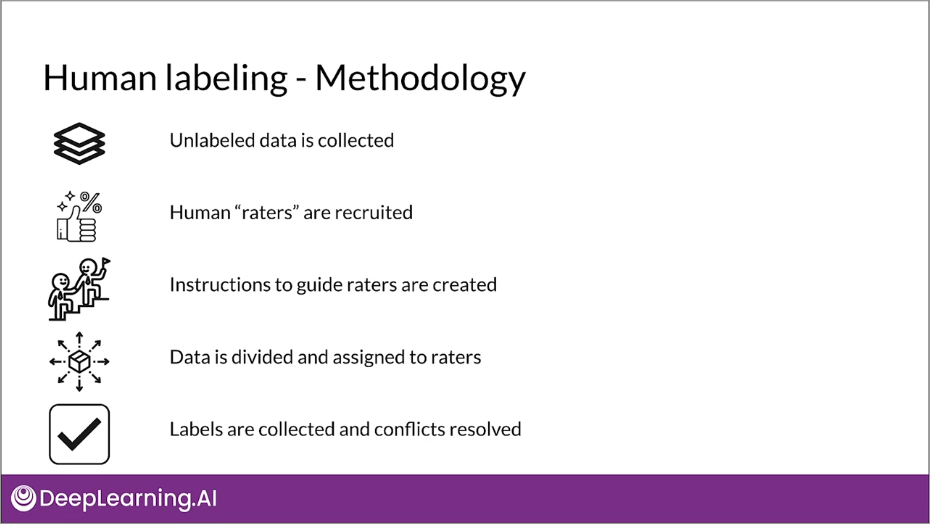 Human labeling - Methodology
Unlabeled data is collected
%
Human “raters” are recruited
Instructions to guide raters are created
Data is divided and assigned to raters
Labels are collected and conflicts resolved
DeepLearning.AI